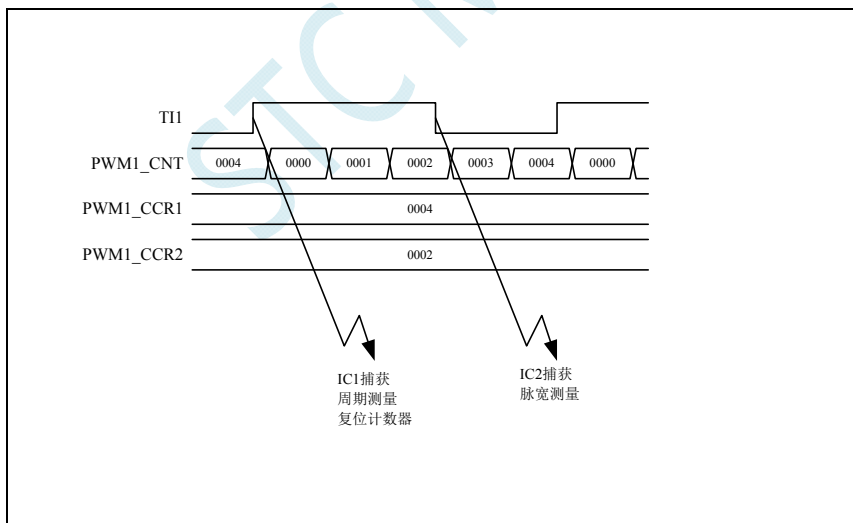 STC M
TI1
PWM1_CNT 0004 0000 0001 0002 0003 0004 0000
PWM1_CCR1 0004
PWM1_CCR2 0002
IC1捕获
周期测量
复位计数器
IC2捕获
脉宽测量